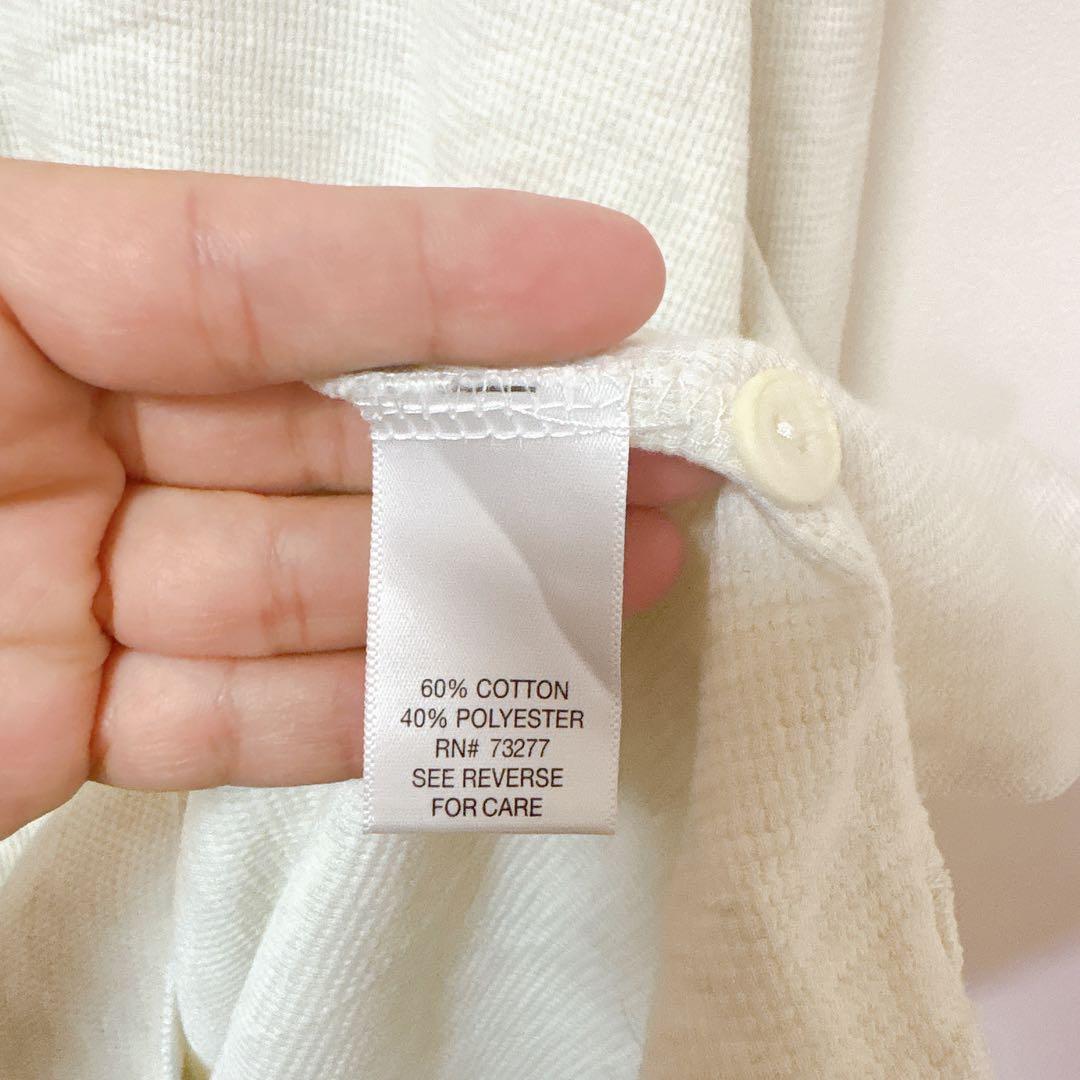 60% COTTON
40% POLYESTER
RN# 73277
SEE REVERSE
FOR CARE